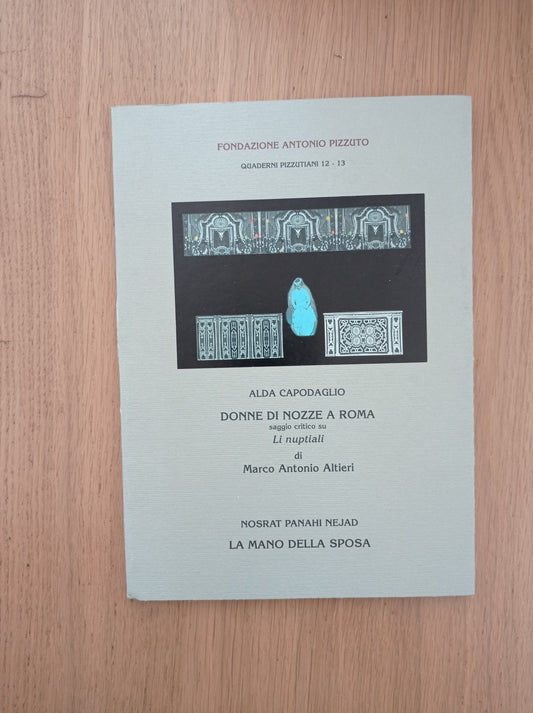 FONDAZIONE ANTONIO PIZZUTO
QUADERNI PIZZUTIANI 12 - 13
ALDA CAPODAGLIO
DONNE DI NOZZE A ROMA
saggio critico su
Li nuptiali
di
Marco Antonio Altieri
NOSRAT PANAHI NEJAD
LA MANO DELLA SPOSA